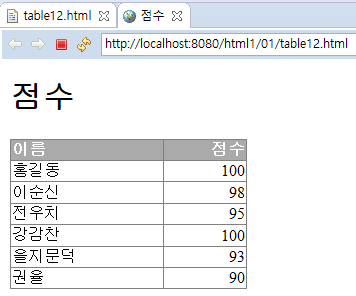 table12.html 점수
http://localhost:8080/html1/01/table12.html
점수
이름 점수
홍길동 100
이순신 98
전우치 95
강감찬 100
을지문덕 93
권율 90